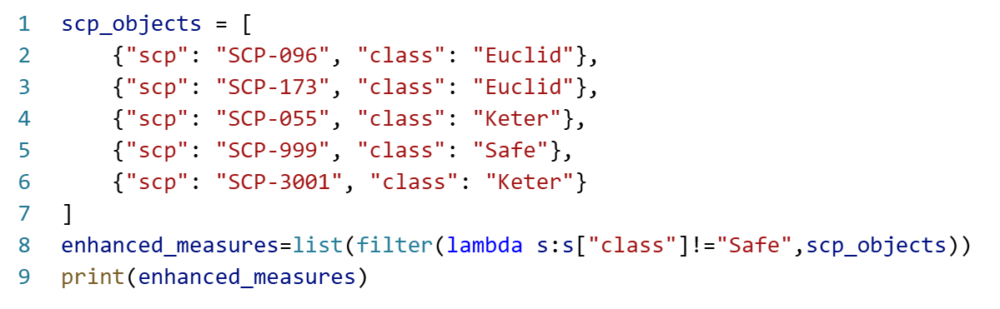 1 scp_objects = [
2     {"scp": "SCP-096", "class": "Euclid"},
3     {"scp": "SCP-173", "class": "Euclid"},
4     {"scp": "SCP-055", "class": "Keter"},
5     {"scp": "SCP-999", "class": "Safe"},
6     {"scp": "SCP-3001", "class": "Keter"}
7 ]
8 enhanced_measures=list(filter(lambda s:s["class"]!="Safe",scp_objects))
9 print(enhanced_measures)